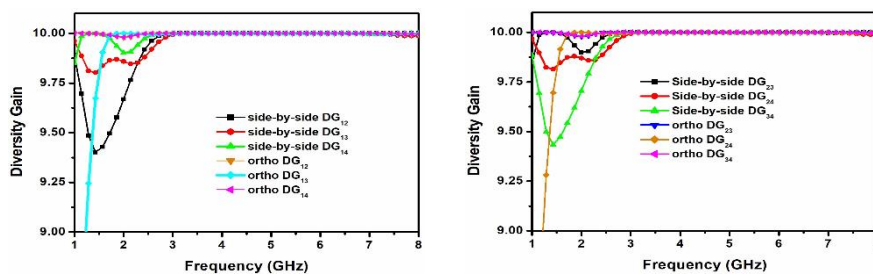 10.00
9.75
9.50
9.25
9.00
Diversity Gain
side-by-side DG12
side-by-side DG13
side-by-side DG14
ortho DG12
ortho DG13
ortho DG14
1 2 3 4 5 6 7 8
Frequency (GHz)
10.00
9.75
9.50
9.25
9.00
Diversity Gain
Side-by-side DG23
Side-by-side DG24
Side-by-side DG34
ortho DG23
ortho DG24
ortho DG34
1 2 3 4 5 6 7
Frequency (GHz)